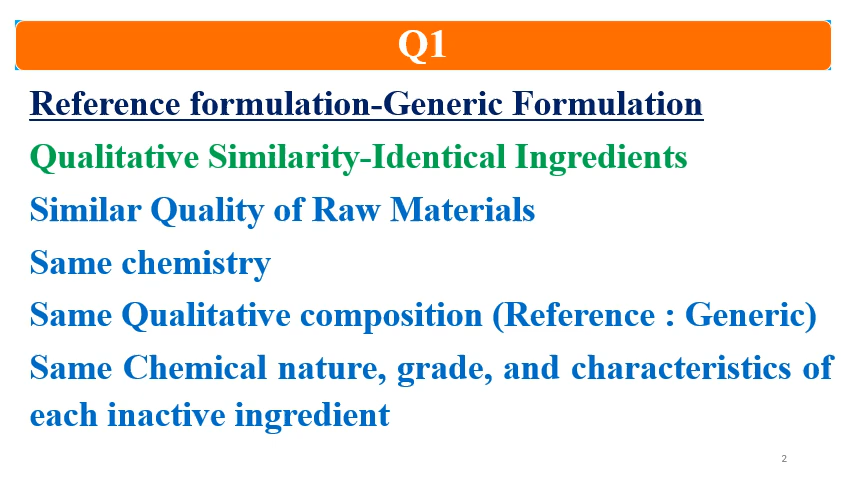 Q1
Reference formulation-Generic Formulation
Qualitative Similarity-Identical Ingredients
Similar Quality of Raw Materials
Same chemistry
Same Qualitative composition (Reference : Generic)
Same Chemical nature, grade, and characteristics of
each inactive ingredient
2